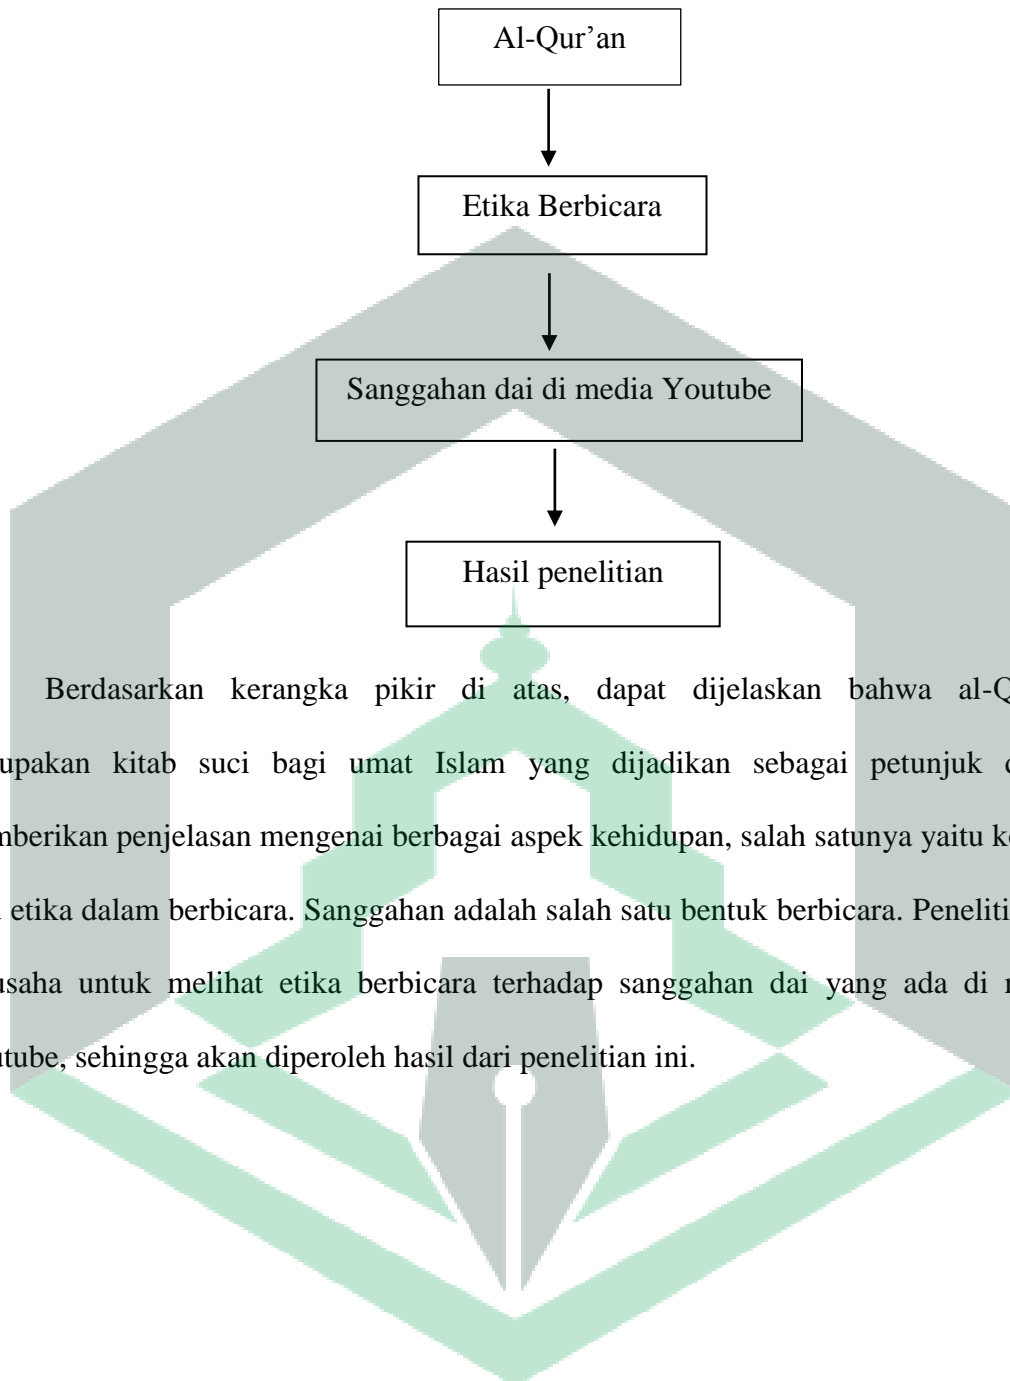 Al-Qur’an
Etika Berbicara
Sanggahan dai di media Youtube
Hasil penelitian
Berdasarkan kerangka pikir di atas, dapat dijelaskan bahwa al-Q
upakan kitab suci bagi umat Islam yang dijadikan sebagai petunjuk d
nberikan penjelasan mengenai berbagai aspek kehidupan, salah satunya yaitu k
etika dalam berbicara. Sanggahan adalah salah satu bentuk berbicara. Peneliti
usaha untuk melihat etika berbicara terhadap sanggahan dai yang ada di
utube, sehingga akan diperoleh hasil dari penelitian ini.